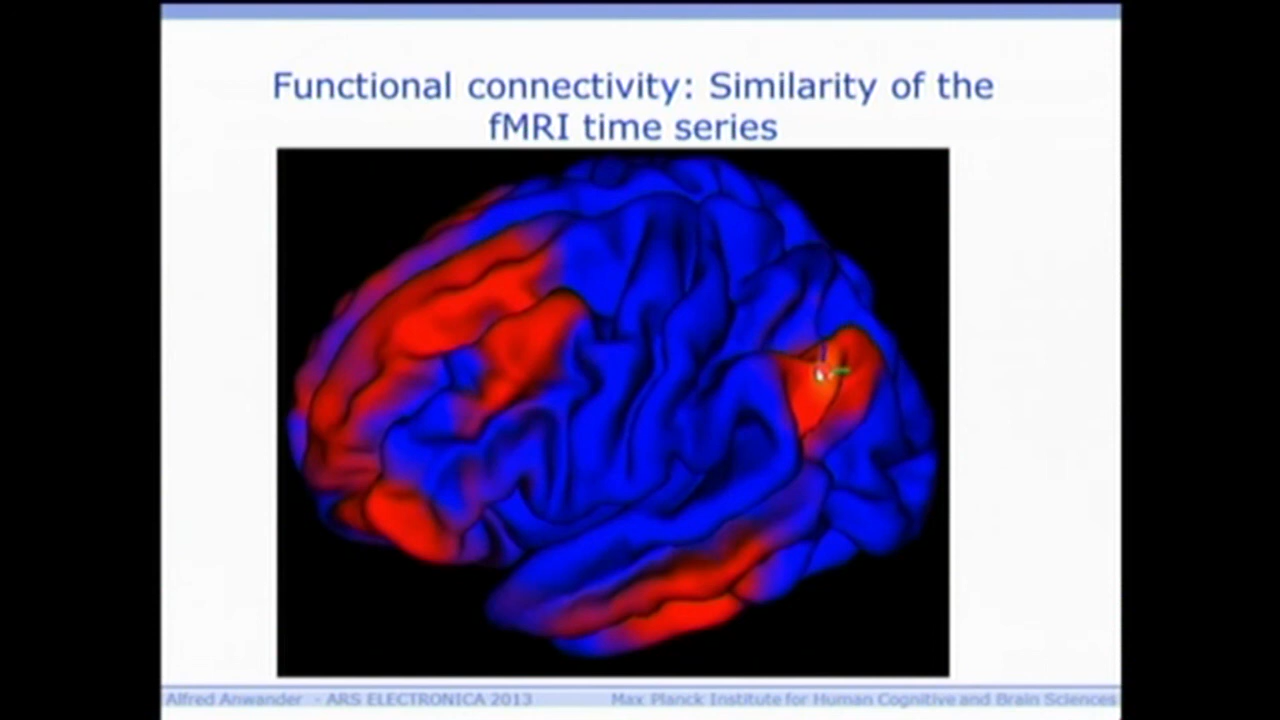 Functional connectivity: Similarity of the
fMRI time series
Alfred Anwander - ARS ELECTRONICA 2013
Max Planck Institute for Human Cognitive and Brain Sciences